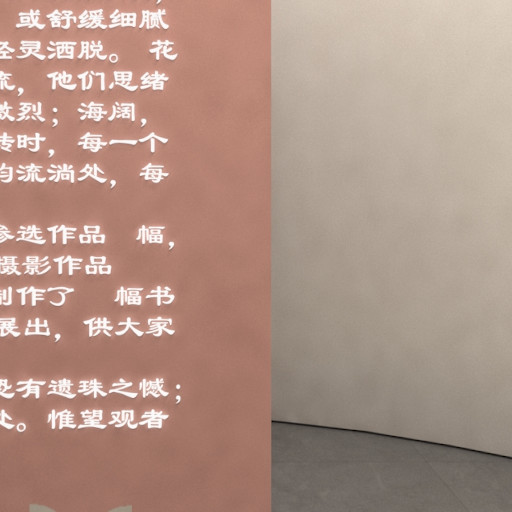 或舒缓细腻
轻灵洒脱。 花
流，他们思绪
激烈；海阔，
转时，每一个
韵流淌处，每
参选作品 幅，
摄影作品
制作了 幅书
展出，供大家
恐有遗珠之憾；
处。惟望观者